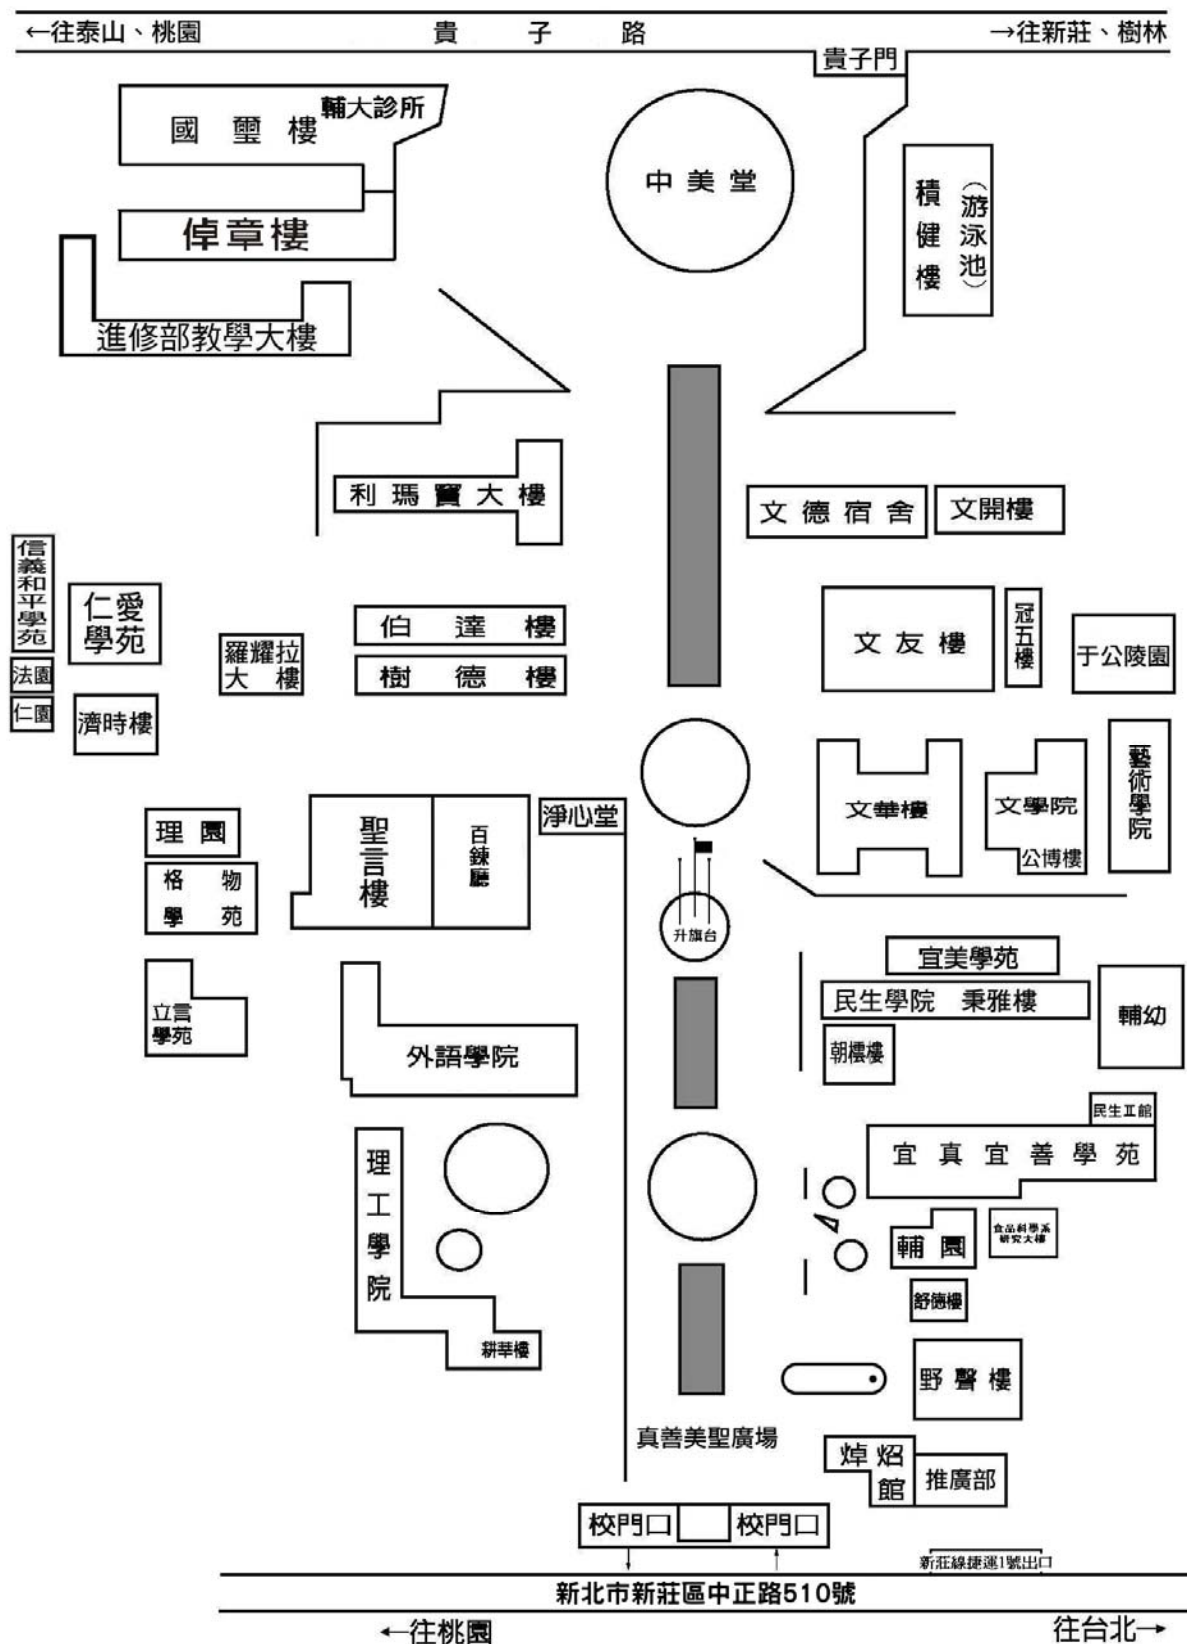 ←往泰山、桃園
貴子路
→往新莊、樹林
貴子門
輔大診所
國璽樓
中美堂
積健樓
（游泳池）
倬章樓
進修部教學大樓
利瑪竇大樓
文德宿舍
文開樓
信義和平學苑
仁愛
學苑
法園
仁園
濟時樓
羅耀拉
大樓
伯達樓
樹德樓
文友樓
冠五樓
于公陵園
文華樓
文學院
公博樓
藝術學院
理園
格物
學苑
聖言樓
百鍊廳
淨心堂
升旗台
立言
學苑
外語學院
宜美學苑
民生學院 秉雅樓
朝橒樓
輔幼
民生II館
宜真宜善學苑
理工學院
耕莘樓
輔園
食品科學系
研究大樓
舒德樓
野聲樓
真善美聖廣場
焯炤
館
推廣部
校門口
校門口
新莊線捷運1號出口
新北市新莊區中正路510號
←往桃園
往台北→